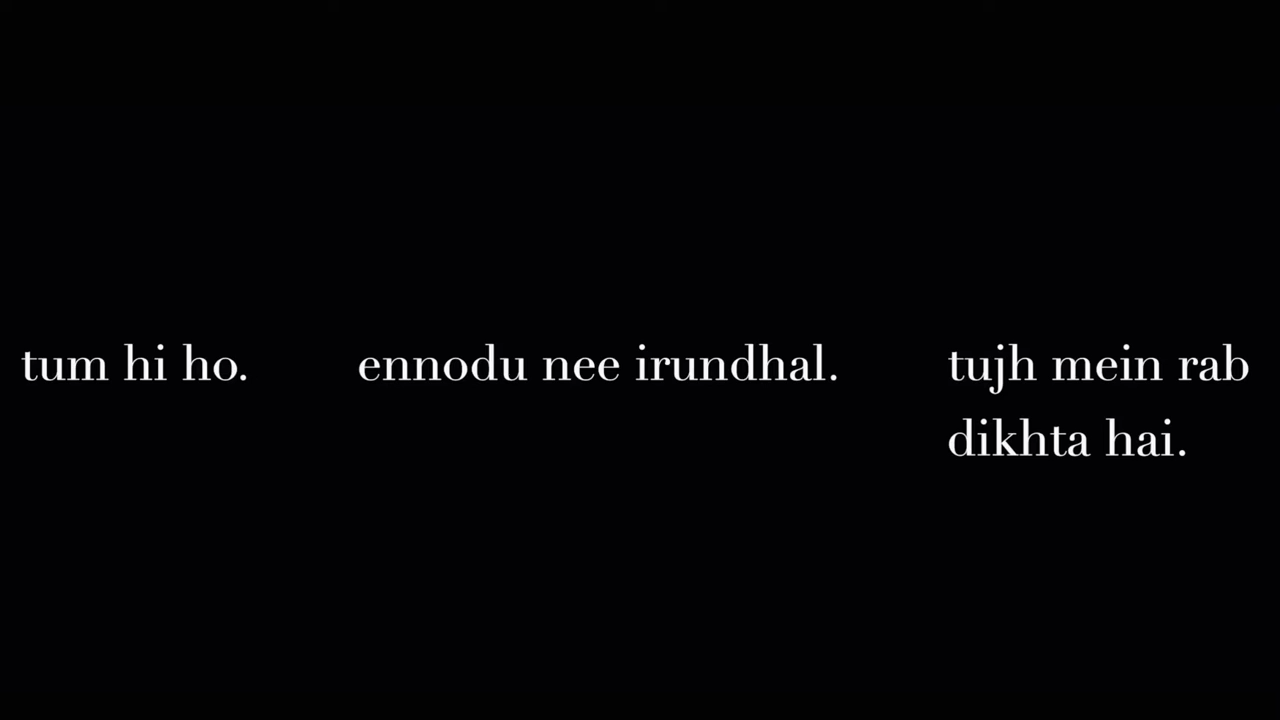 tum hi ho.
ennodu nee irundhal.
tujh mein rab
dikhta hai.